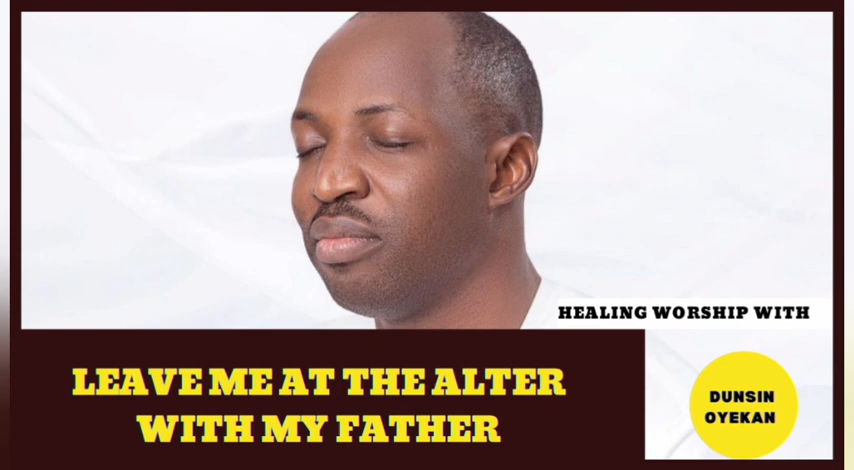 HEALING WORSHIP WITH
LEAVE ME AT THE ALTER
WITH MY FATHER
DUNSIN
OYEKAN